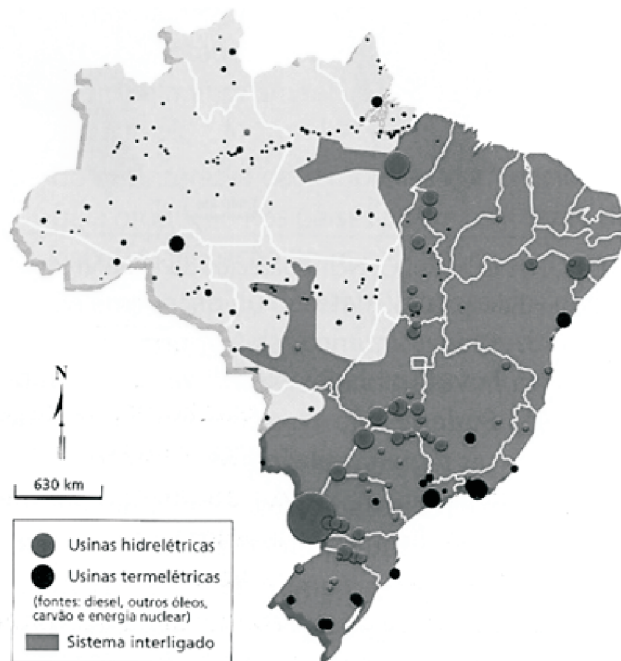 N
630 km
Usinas hidrelétricas
Usinas termelétricas
(fontes: diesel, outros óleos,
carvão e energia nuclear)
Sistema interligado